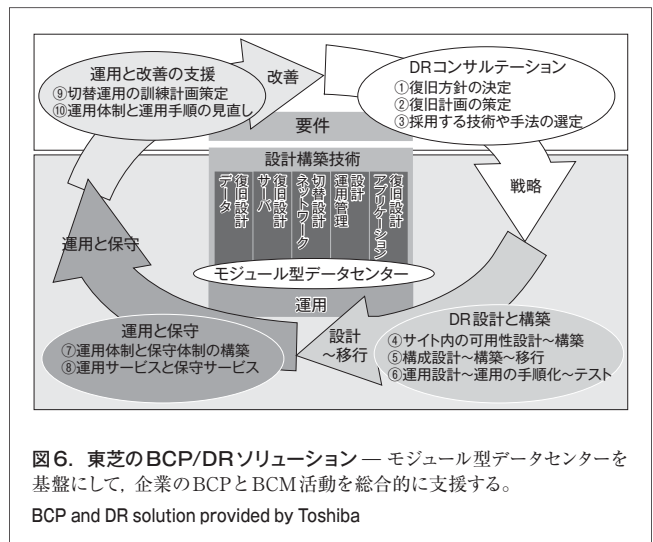 運用と改善の支援
⑨切替運用の訓練計画策定
⑩運用体制と運用手順の見直し
改善
DRコンサルテーション
①復旧方針の決定
②復旧計画の策定
③採用する技術や手法の選定
要件
設計構築技術
データ
復旧設計
サーバ
復旧設計
ネットワーク
切替設計
運用管理
設計
アプリケーション
復旧設計
モジュール型データセンター
運用
戦略
運用と保守
DR設計と構築
④サイト内の可用性設計～構築
⑤構成設計～構築～移行
⑥運用設計～運用の手順化～テスト
設計
～移行
運用と保守
⑦運用体制と保守体制の構築
⑧運用サービスと保守サービス
図6. 東芝のBCP/DRソリューション — モジュール型データセンターを
基盤にして，企業のBCPとBCM活動を総合的に支援する。
BCP and DR solution provided by Toshiba